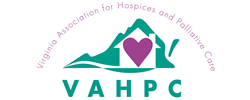 Virginia Association for Hospices and Palliative Care
VAHPC